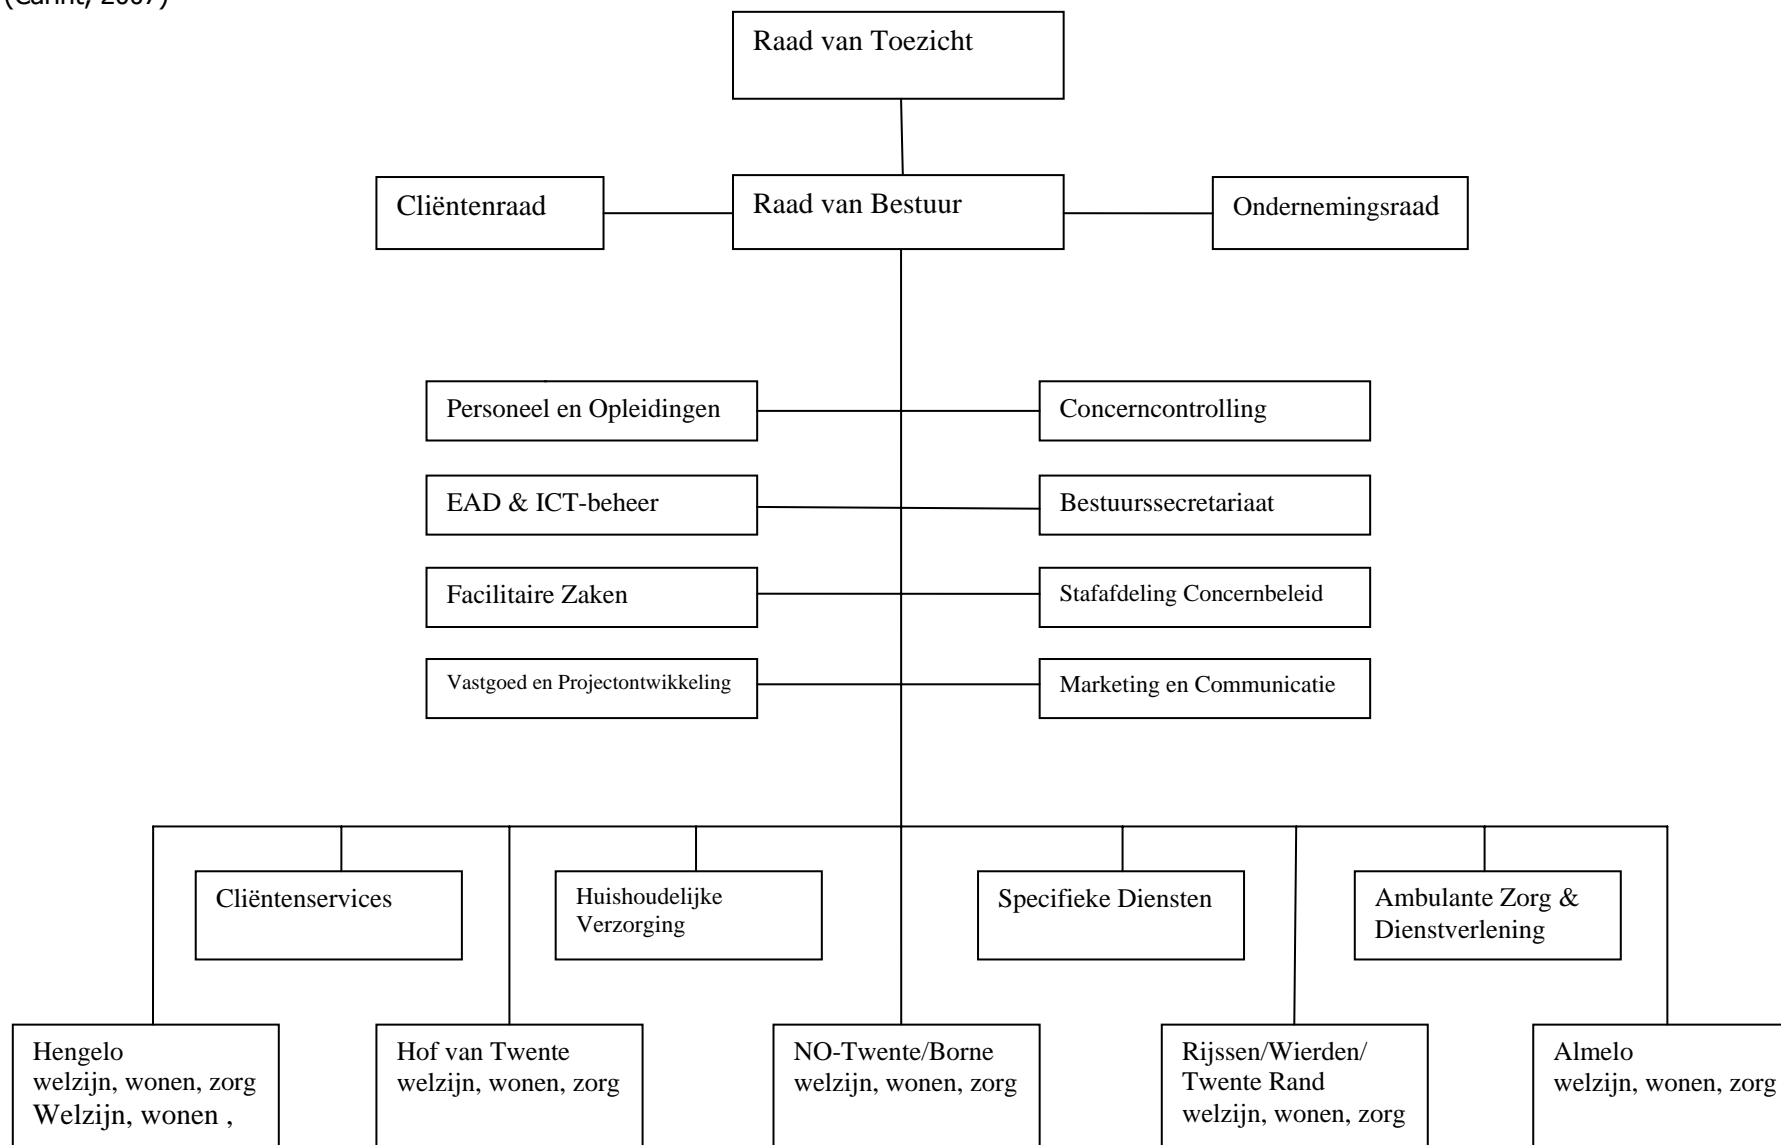 (Carint, 2007)
Raad van Toezicht
Cliëntenraad
Raad van Bestuur
Ondernemingsraad
Personeel en Opleidingen
Concerncontrolling
EAD & ICT-beheer
Bestuurssecretariaat
Facilitaire Zaken
Stafafdeling Concernbeleid
Vastgoed en Projectontwikkeling
Marketing en Communicatie
Cliëntenservices
Huishoudelijke
Verzorging
Specifieke Diensten
Ambulante Zorg &
Dienstverlening
Hengelo
welzijn, wonen, zorg
Welzijn, wonen ,
Hof van Twente
welzijn, wonen, zorg
NO-Twente/Borne
welzijn, wonen, zorg
Rijssen/Wierden/
Twente Rand
welzijn, wonen, zorg
Almelo
welzijn, wonen, zorg